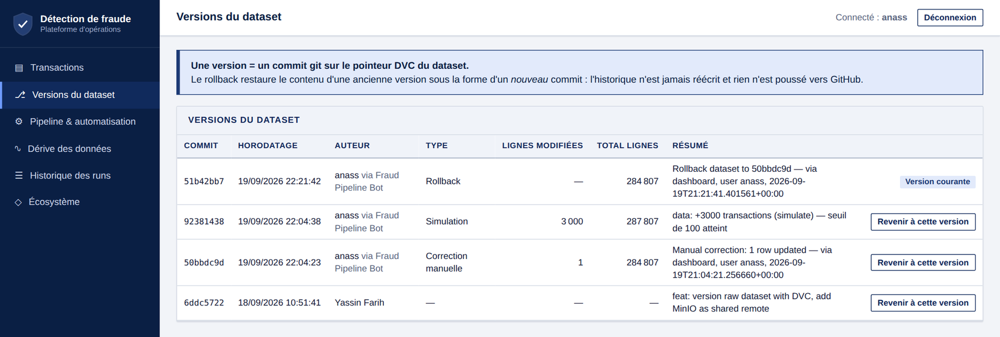 Détection de fraude
Plateforme d'opérations
Transactions
Versions du dataset
Pipeline & automatisation
Dérive des données
Historique des runs
Écosystème
Versions du dataset
Connecté : anass
Déconnexion
Une version = un commit git sur le pointeur DVC du dataset.
Le rollback restaure le contenu d'une ancienne version sous la forme d'un nouveau commit : l'historique n'est jamais réécrit et rien n'est poussé vers GitHub.
VERSIONS DU DATASET
COMMIT HORODATAGE AUTEUR TYPE LIGNES MODIFIÉES TOTAL LIGNES RÉSUMÉ
51b42bb7 19/09/2026 22:21:42 anass via Fraud Pipeline Bot Rollback — 284 807 Rollback dataset to 50bbdc9d — via dashboard, user anass, 2026-09-19T21:21:41.401561+00:00 Version courante
92381438 19/09/2026 22:04:38 anass via Fraud Pipeline Bot Simulation 3 000 287 807 data: +3000 transactions (simulate) — seuil de 100 atteint Revenir à cette version
50bbdc9d 19/09/2026 22:04:23 anass via Fraud Pipeline Bot Correction manuelle 1 284 807 Manual correction: 1 row updated — via dashboard, user anass, 2026-09-19T21:04:21.256660+00:00 Revenir à cette version
6ddc5722 18/09/2026 10:51:41 Yassin Farih — — — feat: version raw dataset with DVC, add MinIO as shared remote Revenir à cette version